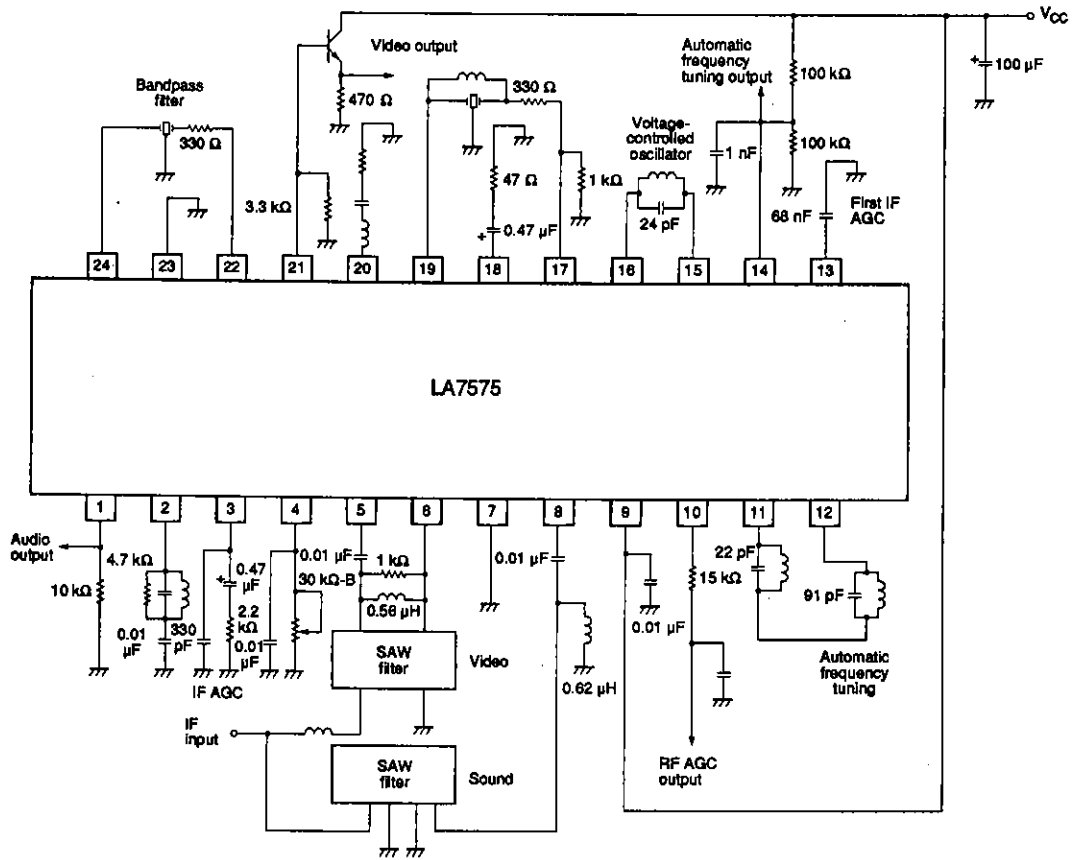 VCC
Video output
Automatic
frequency
tuning output
100 kΩ
100 µF
Bandpass
filter
330 Ω
470 Ω
330 Ω
Voltage-
controlled
oscillator
100 kΩ
1 nF
3.3 kΩ
47 Ω
1 kΩ
0.47 µF
24 pF
68 nF
First IF
AGC
24
23
22
21
20
19
18
17
16
15
14
13
LA7575
1
2
3
4
5
6
7
8
9
10
11
12
Audio
output
4.7 kΩ
10 kΩ
0.01
µF
330
pF
0.47
µF
2.2
kΩ
IF AGC
0.01 µF
30 kΩ-B
0.01
µF
1 kΩ
0.56 µH
SAW
filter
Video
0.01 µF
0.62 µH
0.01 µF
15 kΩ
22 pF
91 pF
Automatic
frequency
tuning
IF
input
SAW
filter
Sound
RF AGC
output